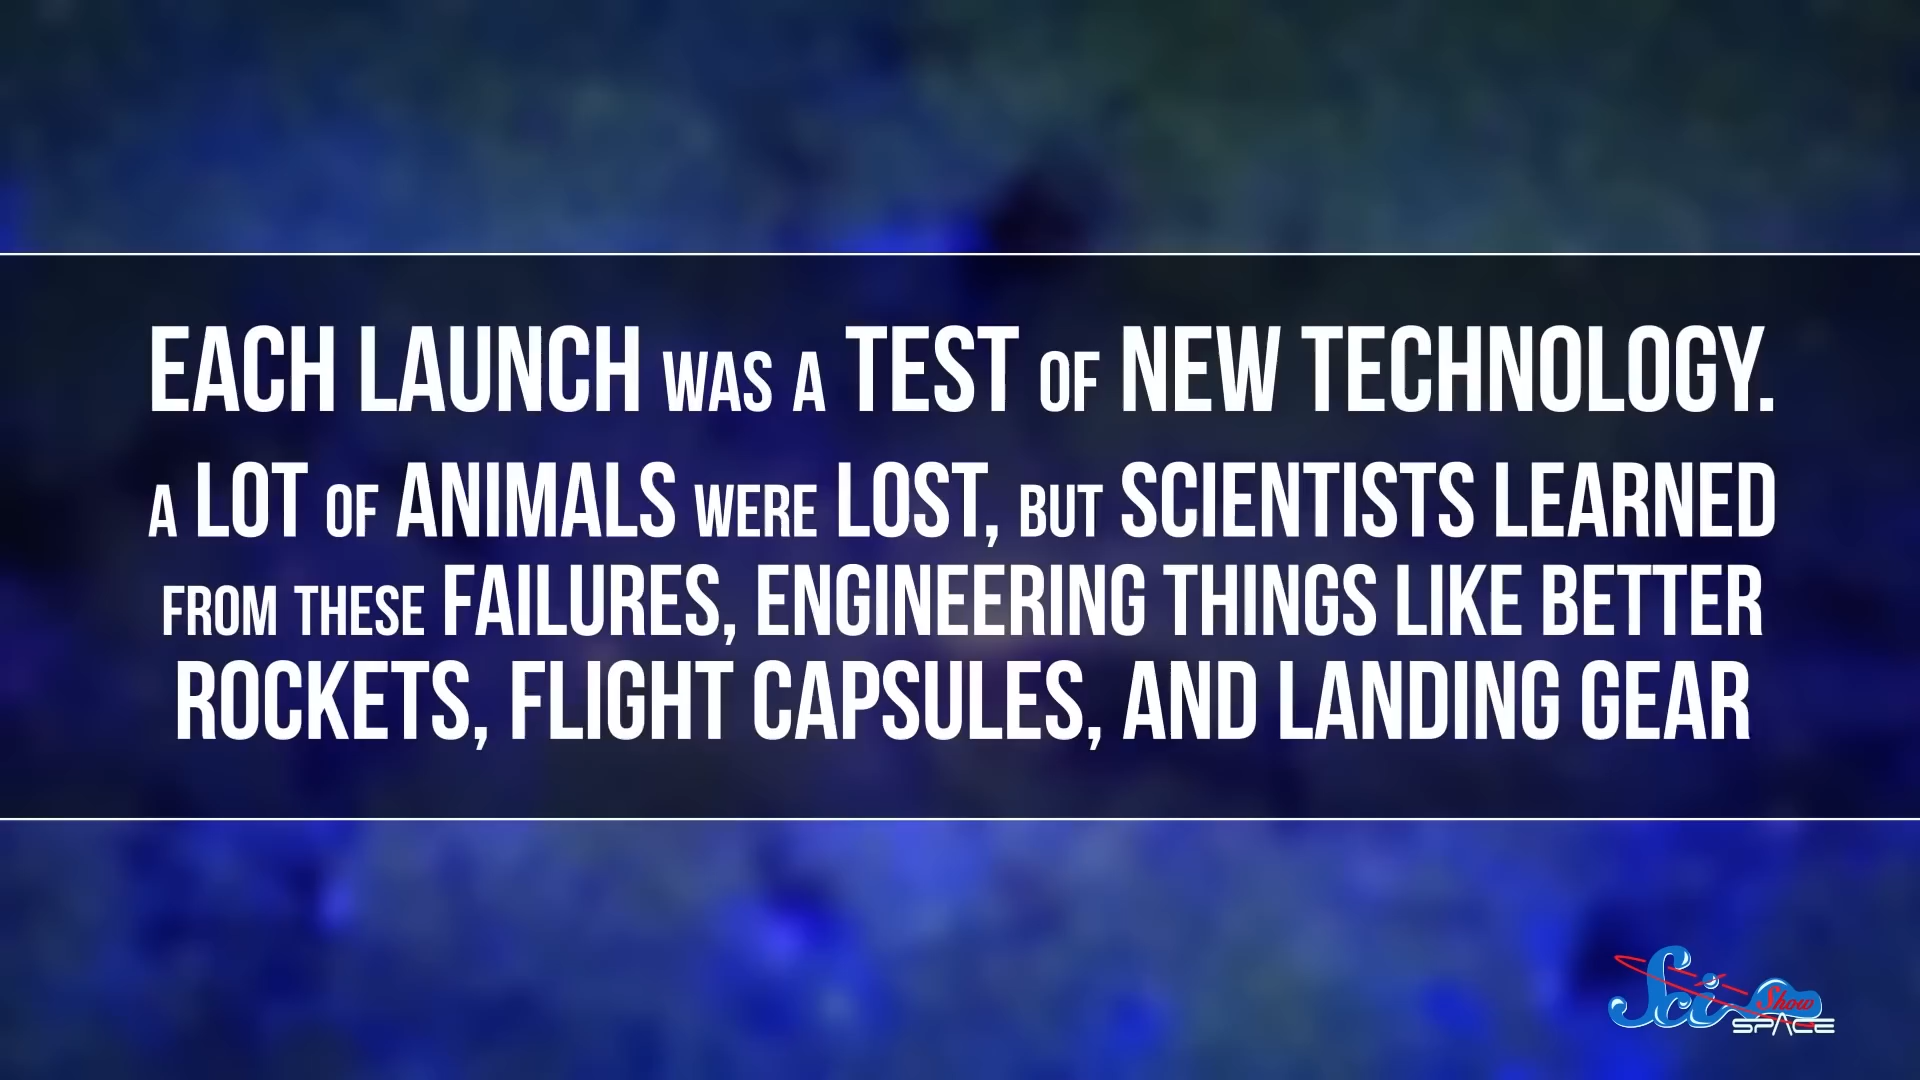 EACH LAUNCH WAS A TEST OF NEW TECHNOLOGY.
A LOT OF ANIMALS WERE LOST, BUT SCIENTISTS LEARNED
FROM THESE FAILURES, ENGINEERING THINGS LIKE BETTER
ROCKETS, FLIGHT CAPSULES, AND LANDING GEAR
Sci Show
SPACE